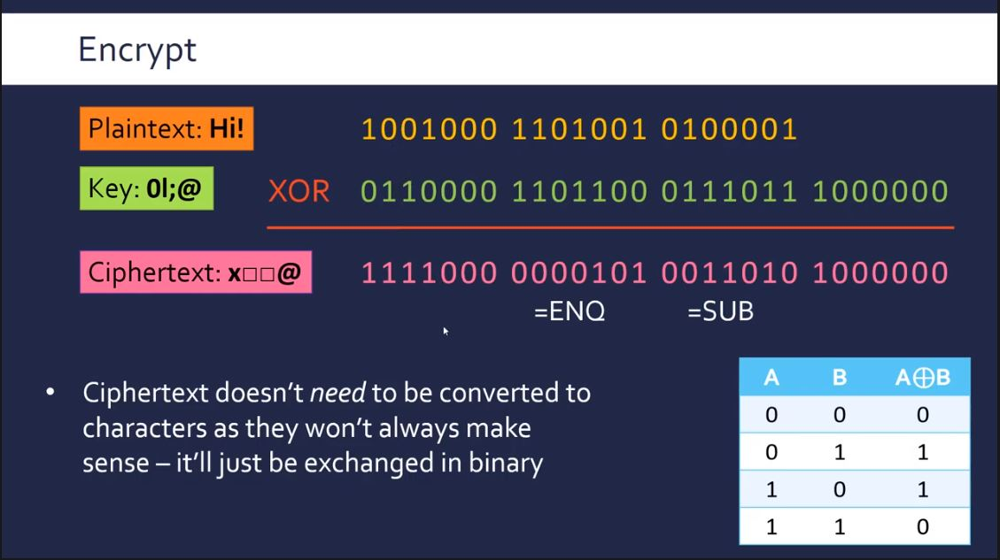 Encrypt
Plaintext: Hi! 1001000 1101001 0100001
Key: 0l;@ XOR 0110000 1101100 0111011 1000000
Ciphertext: x□□@ 1111000 0000101 0011010 1000000
=ENQ =SUB
• Ciphertext doesn't need to be converted to
characters as they won't always make
sense – it'll just be exchanged in binary
A B A⊕B
0 0 0
0 1 1
1 0 1
1 1 0